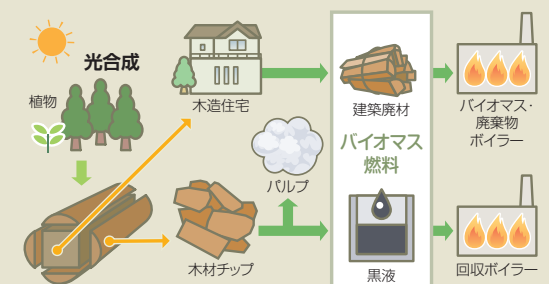 光合成
植物
木造住宅
建築廃材
バイオマス・
廃棄物
ボイラー
バイオマス
燃料
パルプ
木材チップ
黒液
回収ボイラー